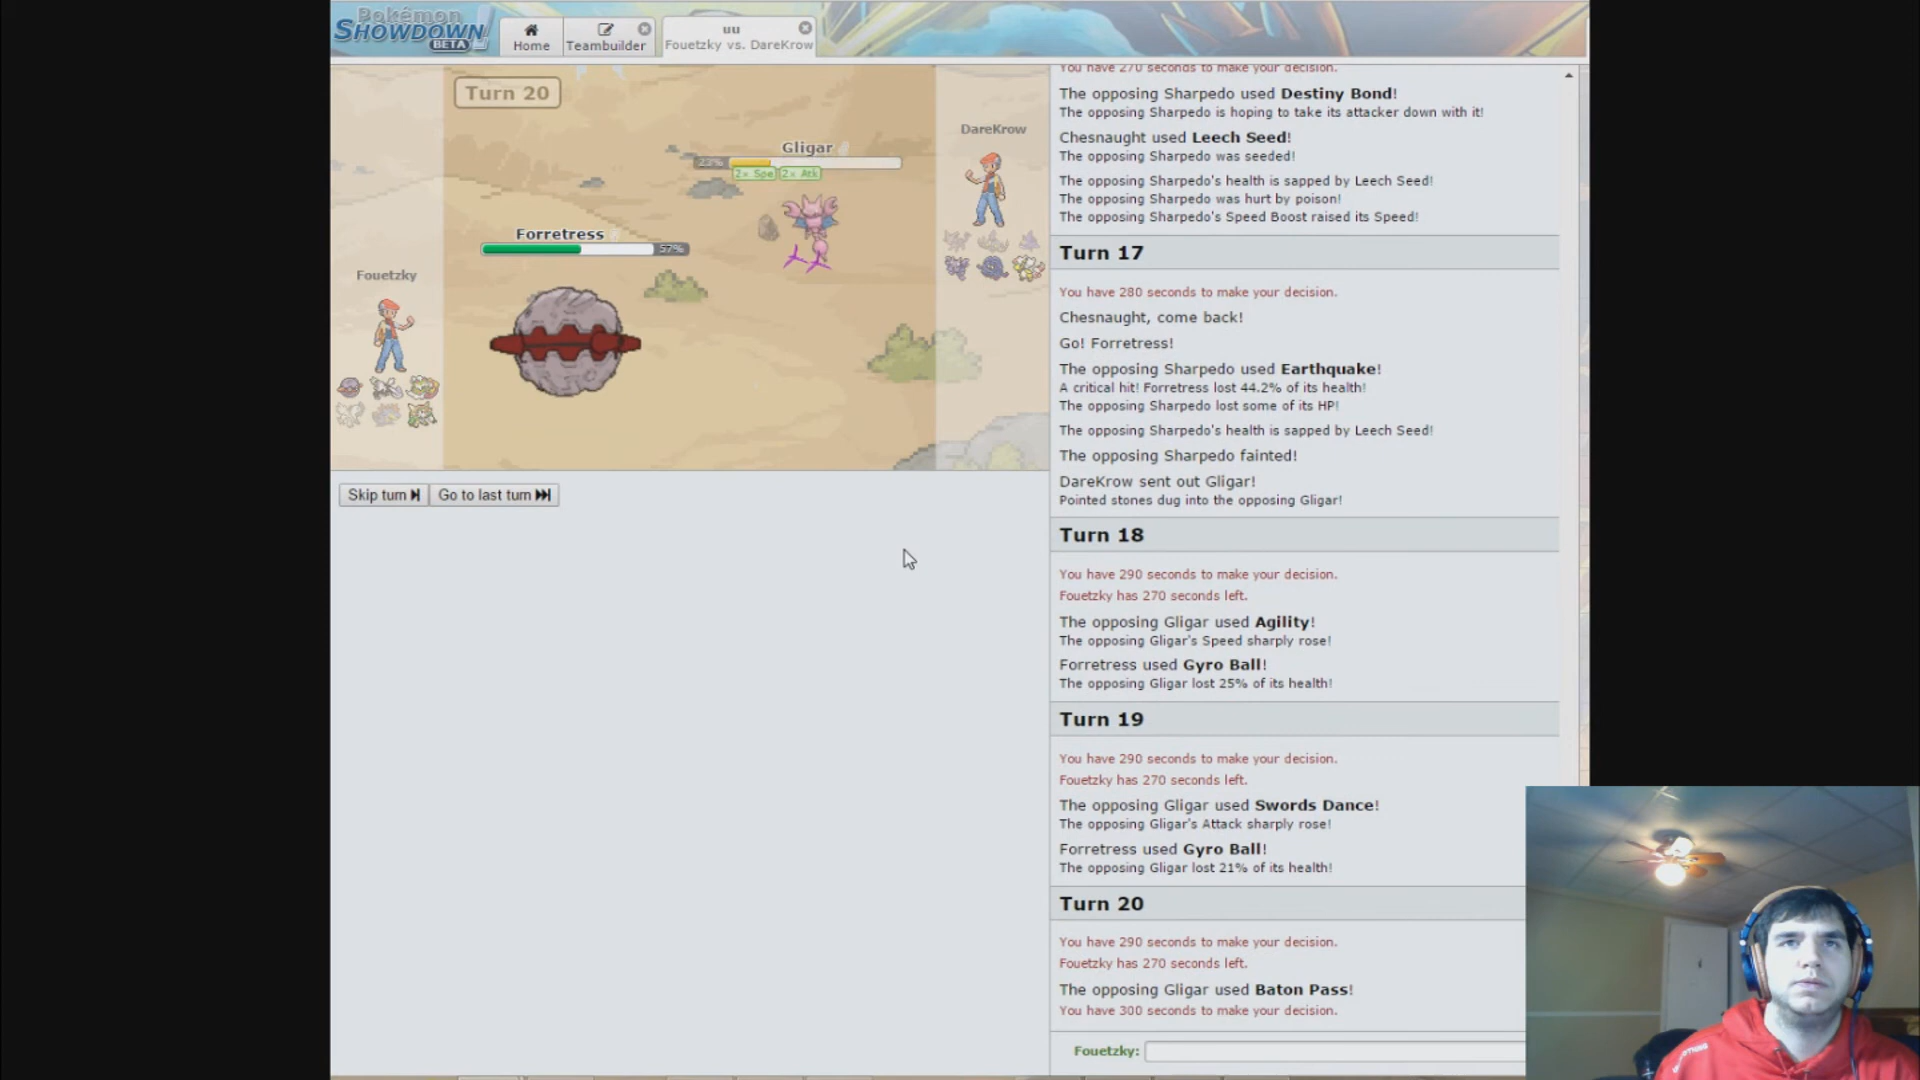 Pokémon
SHOWDOWN
BETA
Home
Teambuilder
uu
Fouetzky vs. DareKrow
Turn 20
DareKrow
Gligar
23%
2× Spe 2× Atk
Forretress
57%
Fouetzky
Skip turn
Go to last turn
You have 270 seconds to make your decision.
The opposing Sharpedo used Destiny Bond!
The opposing Sharpedo is hoping to take its attacker down with it!
Chesnaught used Leech Seed!
The opposing Sharpedo was seeded!
The opposing Sharpedo's health is sapped by Leech Seed!
The opposing Sharpedo was hurt by poison!
The opposing Sharpedo's Speed Boost raised its Speed!
Turn 17
You have 280 seconds to make your decision.
Chesnaught, come back!
Go! Forretress!
The opposing Sharpedo used Earthquake!
A critical hit! Forretress lost 44.2% of its health!
The opposing Sharpedo lost some of its HP!
The opposing Sharpedo's health is sapped by Leech Seed!
The opposing Sharpedo fainted!
DareKrow sent out Gligar!
Pointed stones dug into the opposing Gligar!
Turn 18
You have 290 seconds to make your decision.
Fouetzky has 270 seconds left.
The opposing Gligar used Agility!
The opposing Gligar's Speed sharply rose!
Forretress used Gyro Ball!
The opposing Gligar lost 25% of its health!
Turn 19
You have 290 seconds to make your decision.
Fouetzky has 270 seconds left.
The opposing Gligar used Swords Dance!
The opposing Gligar's Attack sharply rose!
Forretress used Gyro Ball!
The opposing Gligar lost 21% of its health!
Turn 20
You have 290 seconds to make your decision.
Fouetzky has 270 seconds left.
The opposing Gligar used Baton Pass!
You have 300 seconds to make your decision.
Fouetzky: